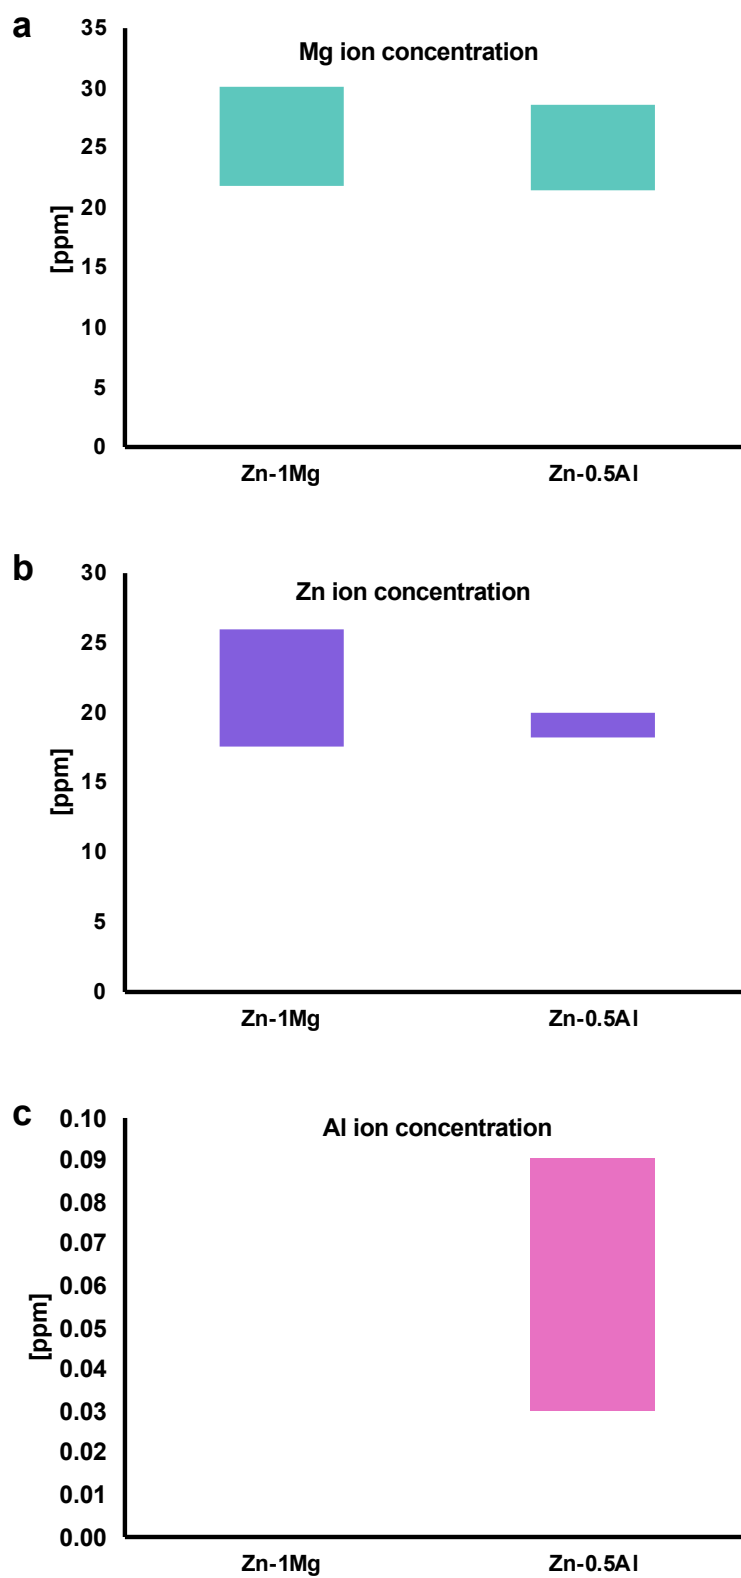 a
Mg ion concentration
35
30
25
20
15
10
5
0
[ppm]
Zn-1Mg
Zn-0.5Al
b
Zn ion concentration
30
25
20
15
10
5
0
[ppm]
Zn-1Mg
Zn-0.5Al
c
Al ion concentration
0.10
0.09
0.08
0.07
0.06
0.05
0.04
0.03
0.02
0.01
0.00
[ppm]
Zn-1Mg
Zn-0.5Al